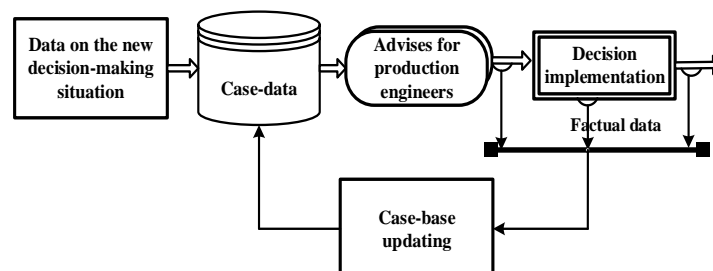 Data on the new
decision-making
situation
Case-data
Advises for
production
engineers
Decision
implementation
Factual data
Case-base
updating